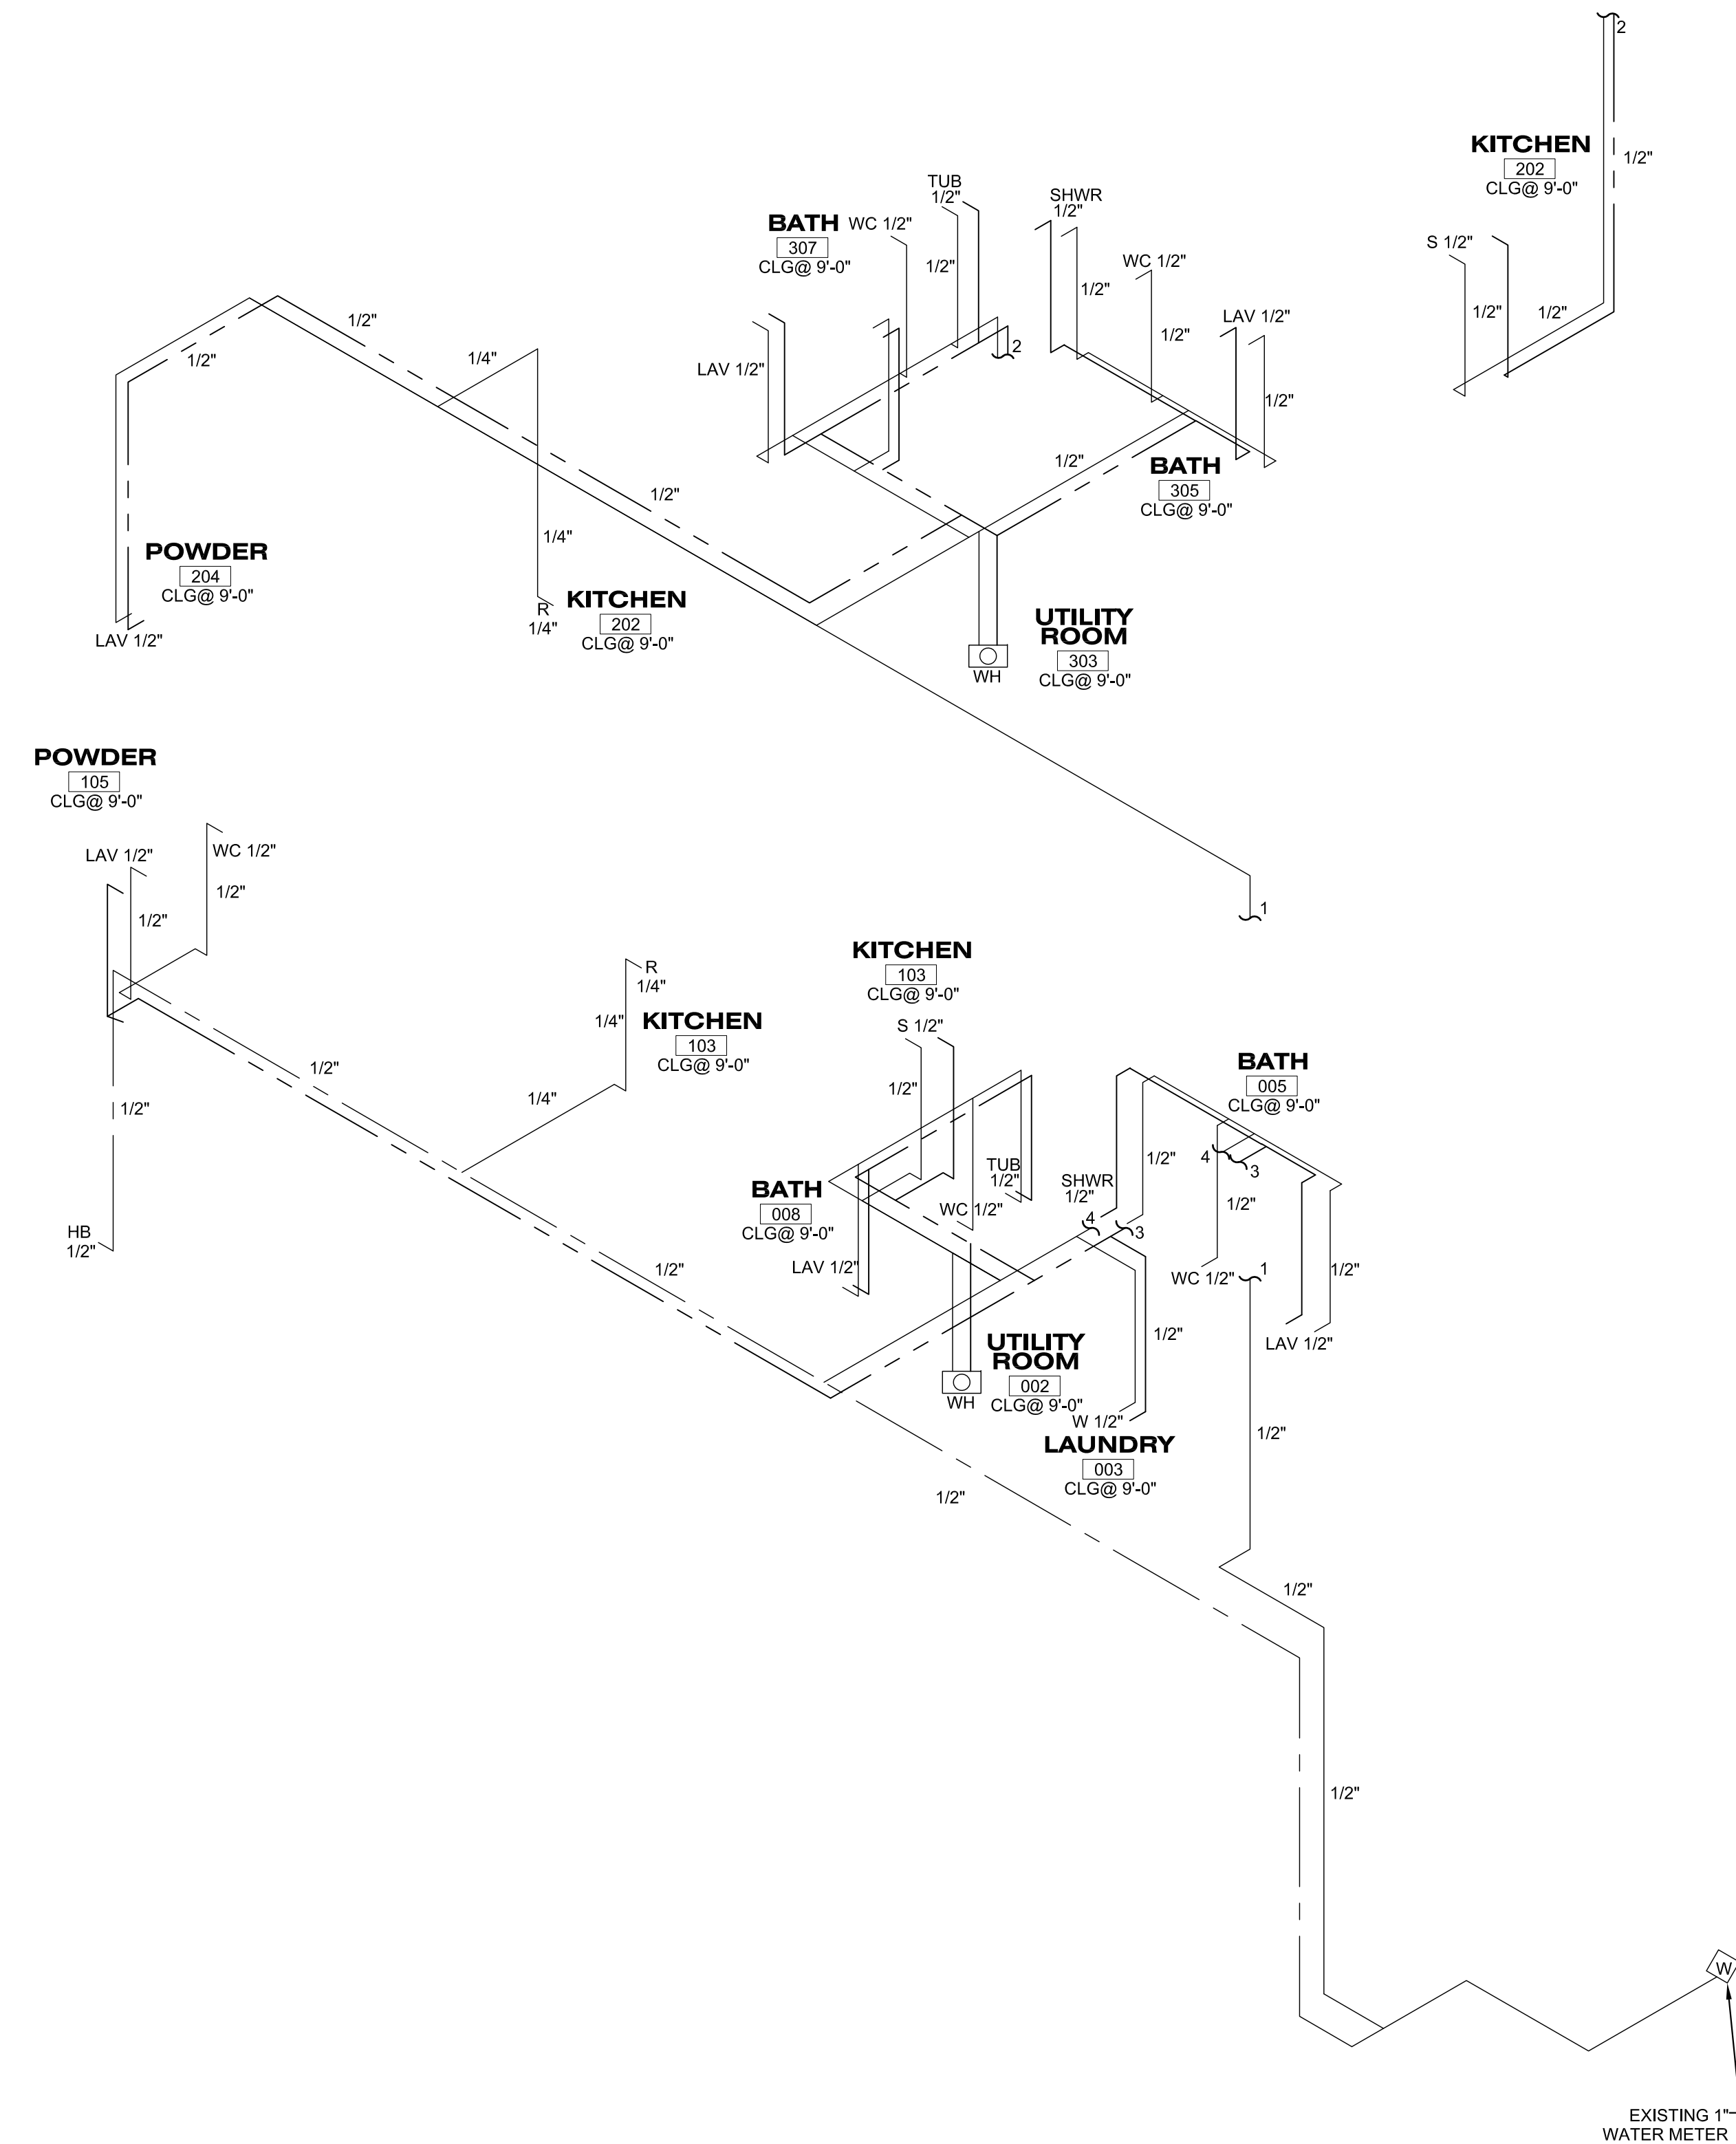 2
KITCHEN
202
CLG@ 9'-0"
1/2"
S 1/2"
1/2"
1/2"
TUB
1/2"
SHWR
1/2"
BATH
307
CLG@ 9'-0"
WC 1/2"
1/2"
WC 1/2"
1/2"
1/2"
LAV 1/2"
1/2"
2
LAV 1/2"
1/2"
1/2"
1/4"
1/2"
BATH
305
CLG@ 9'-0"
1/2"
1/2"
1/4"
POWDER
204
CLG@ 9'-0"
LAV 1/2"
R
1/4"
KITCHEN
202
CLG@ 9'-0"
UTILITY
ROOM
303
CLG@ 9'-0"
WH
1
POWDER
105
CLG@ 9'-0"
LAV 1/2"
WC 1/2"
1/2"
1/2"
R
1/4"
1/4"
KITCHEN
103
CLG@ 9'-0"
KITCHEN
103
CLG@ 9'-0"
S 1/2"
1/2"
BATH
005
CLG@ 9'-0"
1/2"
1/4"
1/2"
HB
1/2"
BATH
008
CLG@ 9'-0"
LAV 1/2"
WC 1/2"
TUB
1/2"
SHWR
1/2"
1/2"
4
3
4
3
1/2"
WC 1/2"
1
1/2"
LAV 1/2"
1/2"
1/2"
UTILITY
ROOM
002
CLG@ 9'-0"
WH
W 1/2"
LAUNDRY
003
CLG@ 9'-0"
1/2"
1/2"
1/2"
1/2"
W
EXISTING 1"
WATER METER